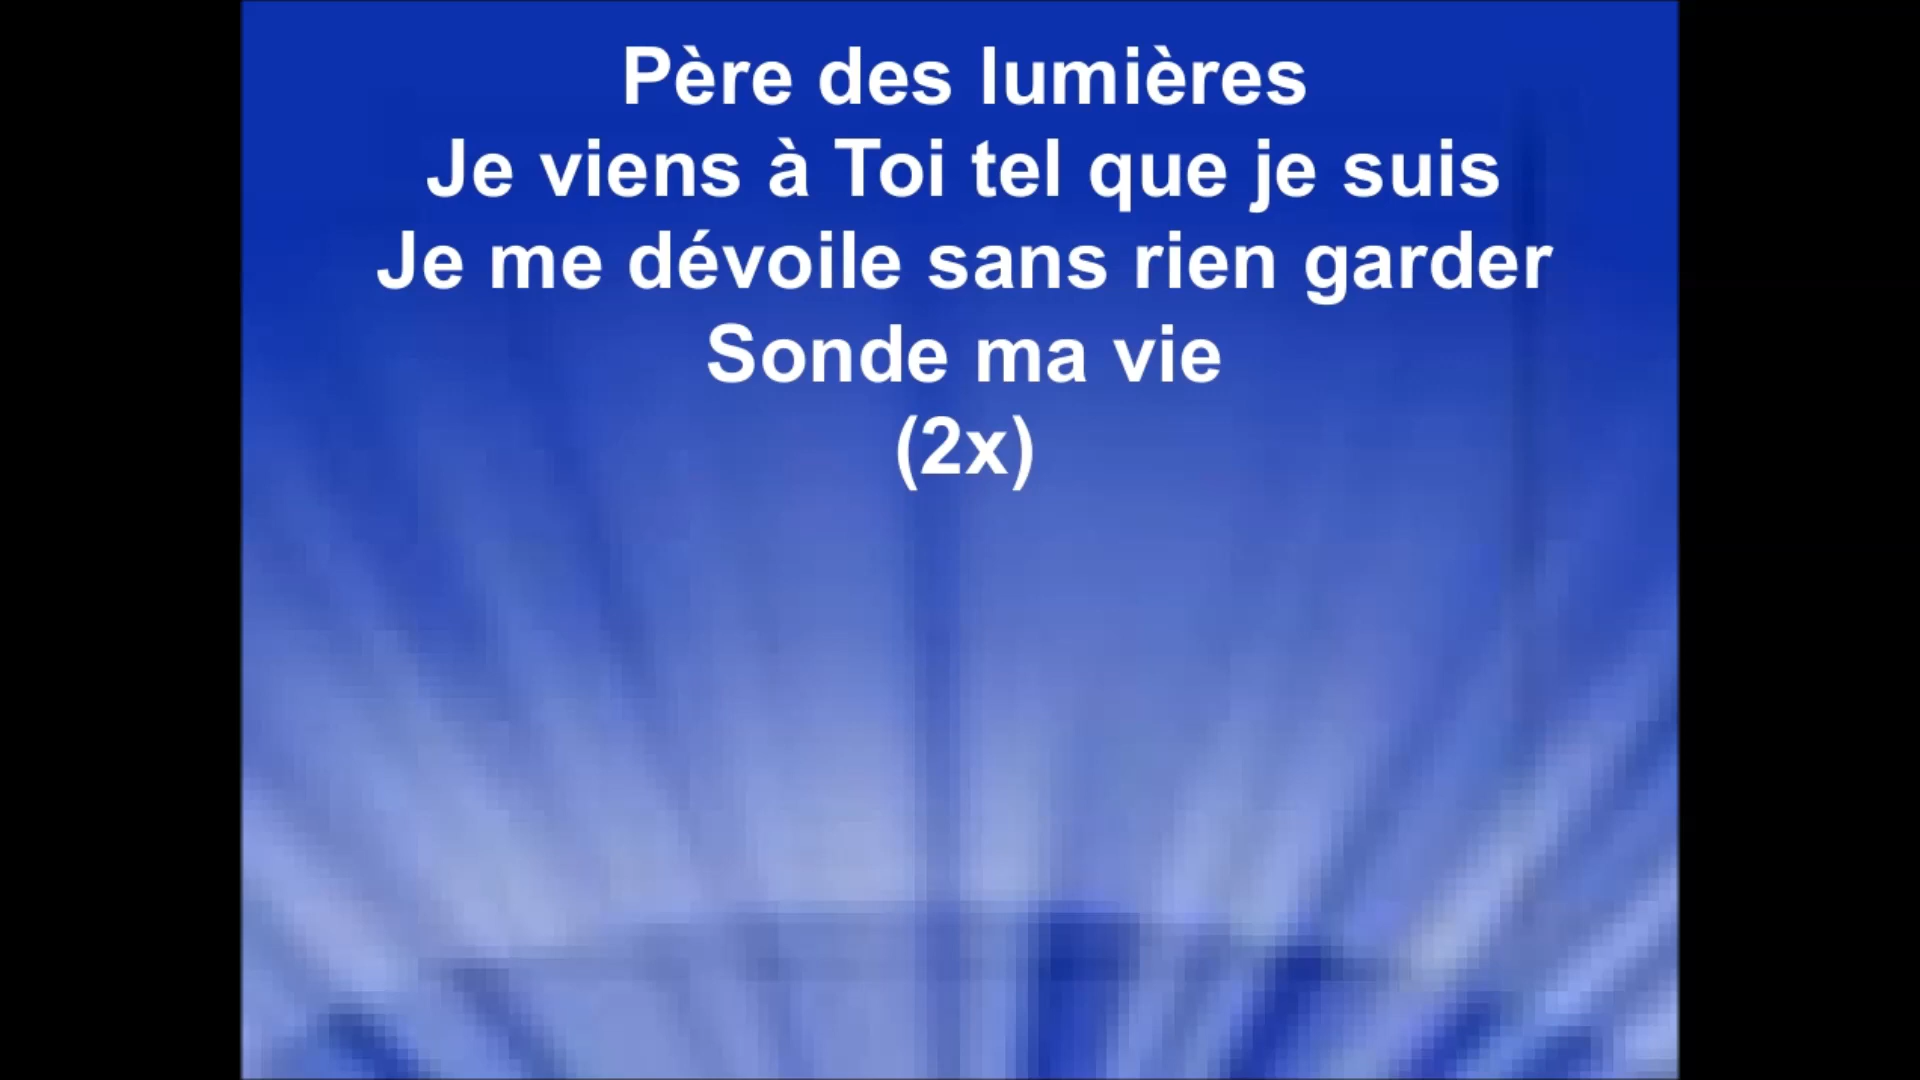 Père des lumières
Je viens à Toi tel que je suis
Je me dévoile sans rien garder
Sonde ma vie
(2x)